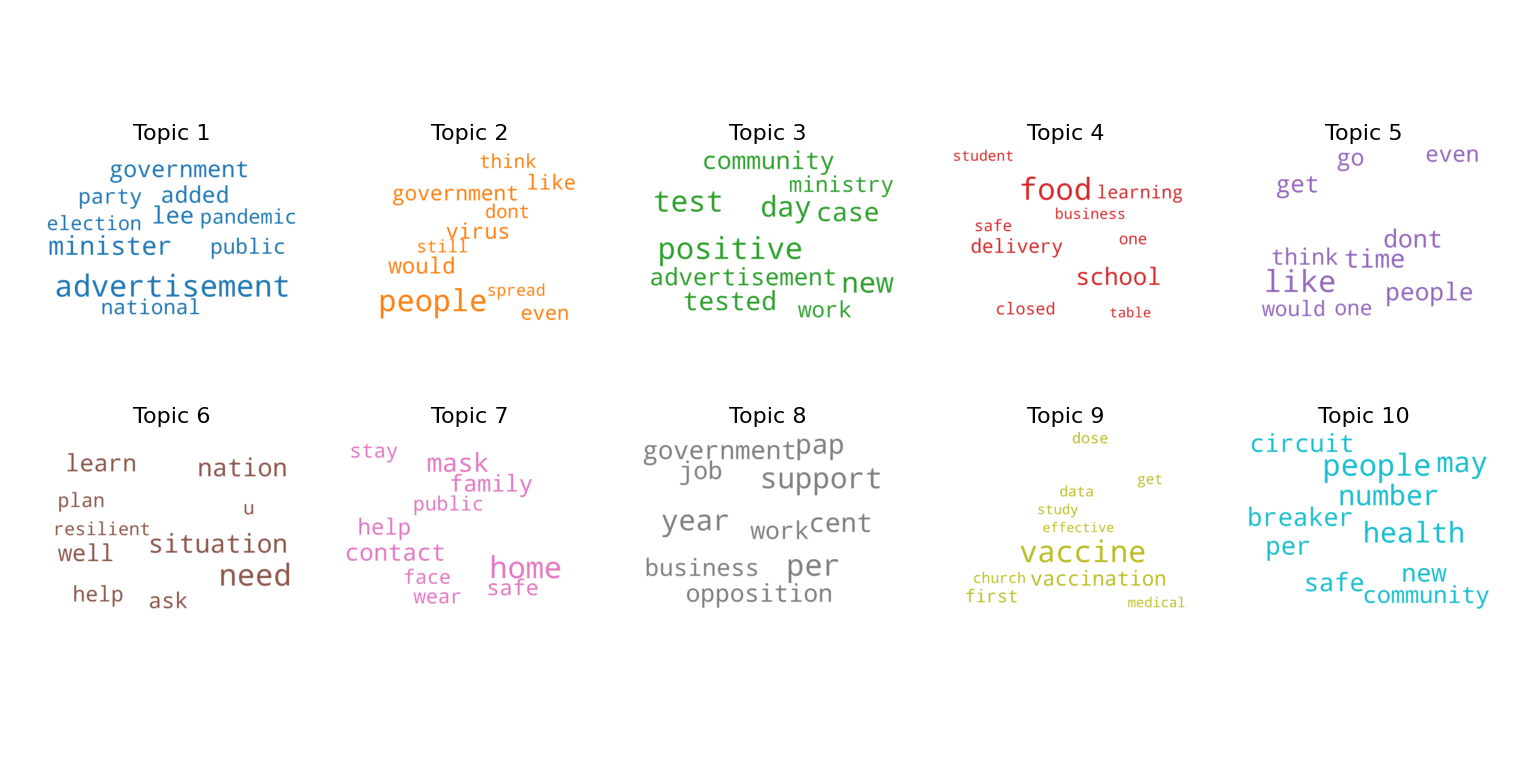 Topic 1
government
party added
election lee pandemic
minister public
advertisement
national
Topic 2
think
like
government
dont
virus
still
would
people spread
even
Topic 3
community
ministry
test day case
positive
advertisement new
tested work
Topic 4
student
food learning
business
safe
delivery one
school
closed table
Topic 5
go even
get
dont
think time
like people
would one
Topic 6
learn nation
plan u
resilient
well situation
need
help ask
Topic 7
stay mask
family
public
help
contact
home
face safe
wear
Topic 8
government pap
job support
year work cent
business per
opposition
Topic 9
dose
get
data
study
effective
vaccine
church vaccination
first medical
Topic 10
circuit
people may
number
breaker health
per
safe new
community